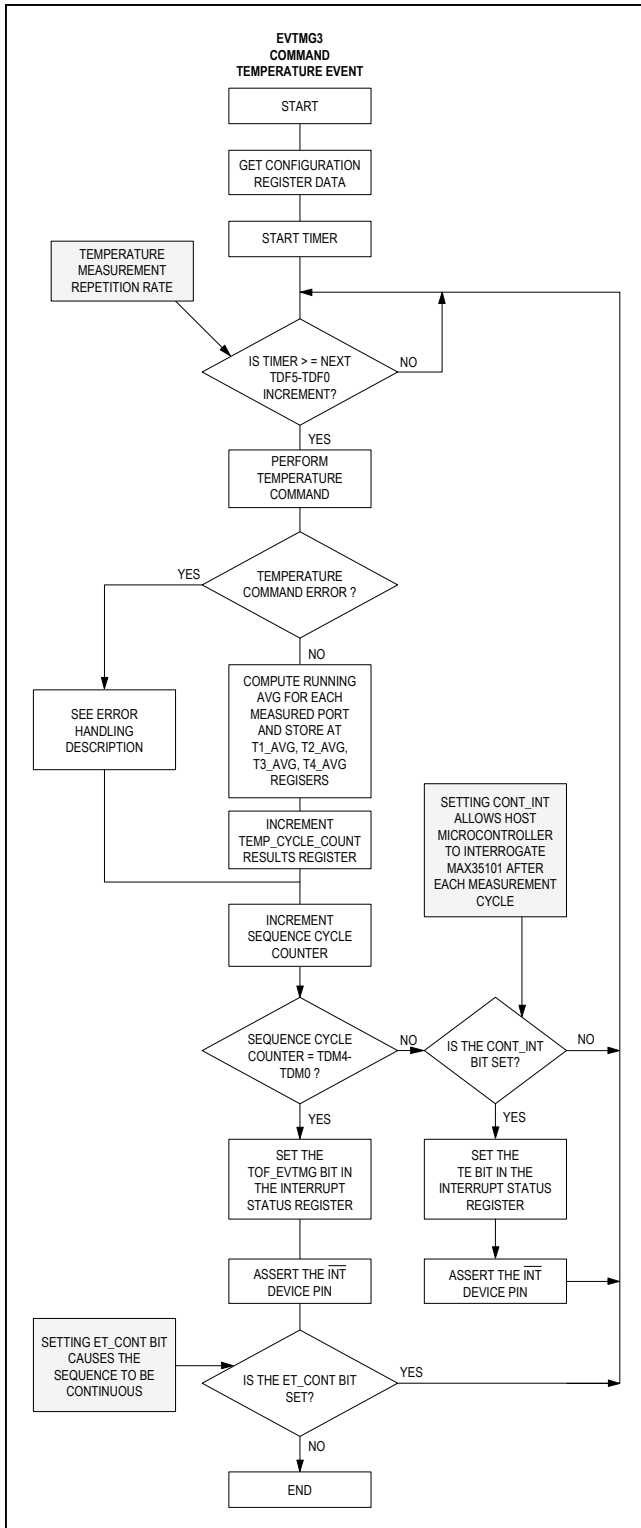 EVTMG3
COMMAND
TEMPERATURE EVENT
START
GET CONFIGURATION
REGISTER DATA
START TIMER
TEMPERATURE
MEASUREMENT
REPETITION RATE
IS TIMER > = NEXT
TDF5-TDF0
INCREMENT?
NO
YES
PERFORM
TEMPERATURE
COMMAND
YES
TEMPERATURE
COMMAND ERROR ?
NO
COMPUTE RUNNING
AVG FOR EACH
MEASURED PORT
AND STORE AT
T1_AVG, T2_AVG,
T3_AVG, T4_AVG
REGISERS
SEE ERROR
HANDLING
DESCRIPTION
INCREMENT
TEMP_CYCLE_COUNT
RESULTS REGISTER
SETTING CONT_INT
ALLOWS HOST
MICROCONTROLLER
TO INTERROGATE
MAX35101 AFTER
EACH MEASUREMENT
CYCLE
INCREMENT
SEQUENCE CYCLE
COUNTER
SEQUENCE CYCLE
COUNTER = TDM4-
TDM0 ?
NO
IS THE CONT_INT
BIT SET?
NO
YES
YES
SET THE
TOF_EVTMG BIT IN
THE INTERRUPT
STATUS REGISTER
SET THE
TE BIT IN THE
INTERRUPT STATUS
REGISTER
ASSERT THE INT
DEVICE PIN
ASSERT THE INT
DEVICE PIN
SETTING ET_CONT BIT
CAUSES THE
SEQUENCE TO BE
CONTINUOUS
IS THE ET_CONT BIT
SET?
YES
NO
END